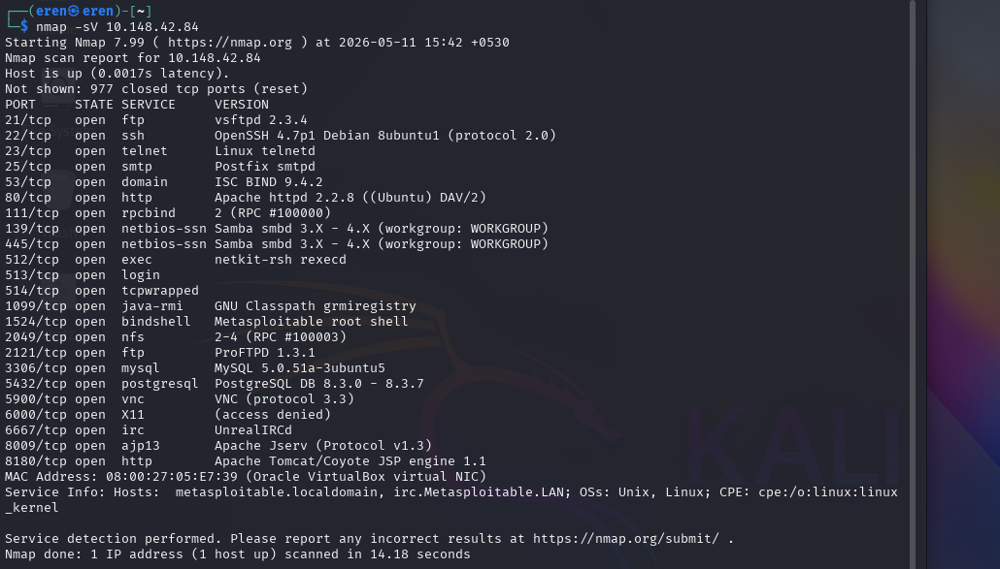 ┌──(eren㉿eren)-[~]
└─$ nmap -sV 10.148.42.84
Starting Nmap 7.99 ( https://nmap.org ) at 2026-05-11 15:42 +0530
Nmap scan report for 10.148.42.84
Host is up (0.0017s latency).
Not shown: 977 closed tcp ports (reset)
PORT     STATE SERVICE     VERSION
21/tcp   open  ftp         vsftpd 2.3.4
22/tcp   open  ssh         OpenSSH 4.7p1 Debian 8ubuntu1 (protocol 2.0)
23/tcp   open  telnet      Linux telnetd
25/tcp   open  smtp        Postfix smtpd
53/tcp   open  domain      ISC BIND 9.4.2
80/tcp   open  http        Apache httpd 2.2.8 ((Ubuntu) DAV/2)
111/tcp  open  rpcbind     2 (RPC #100000)
139/tcp  open  netbios-ssn Samba smbd 3.X - 4.X (workgroup: WORKGROUP)
445/tcp  open  netbios-ssn Samba smbd 3.X - 4.X (workgroup: WORKGROUP)
512/tcp  open  exec        netkit-rsh rexecd
513/tcp  open  login
514/tcp  open  tcpwrapped
1099/tcp open  java-rmi    GNU Classpath grmiregistry
1524/tcp open  bindshell   Metasploitable root shell
2049/tcp open  nfs         2-4 (RPC #100003)
2121/tcp open  ftp         ProFTPD 1.3.1
3306/tcp open  mysql       MySQL 5.0.51a-3ubuntu5
5432/tcp open  postgresql  PostgreSQL DB 8.3.0 - 8.3.7
5900/tcp open  vnc         VNC (protocol 3.3)
6000/tcp open  X11         (access denied)
6667/tcp open  irc         UnrealIRCd
8009/tcp open  ajp13       Apache Jserv (Protocol v1.3)
8180/tcp open  http        Apache Tomcat/Coyote JSP engine 1.1
MAC Address: 08:00:27:05:E7:39 (Oracle VirtualBox virtual NIC)
Service Info: Hosts:  metasploitable.localdomain, irc.Metasploitable.LAN; OSs: Unix, Linux; CPE: cpe:/o:linux:linux
_kernel

Service detection performed. Please report any incorrect results at https://nmap.org/submit/ .
Nmap done: 1 IP address (1 host up) scanned in 14.18 seconds
KALI